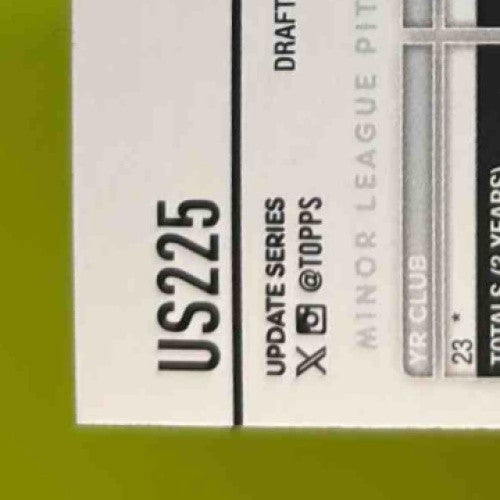 US225
UPDATE SERIES
DRAFT
X @TOPPS
MINOR LEAGUE PIT
YR CLUB
23 *
TOTALS (2 YEARS)